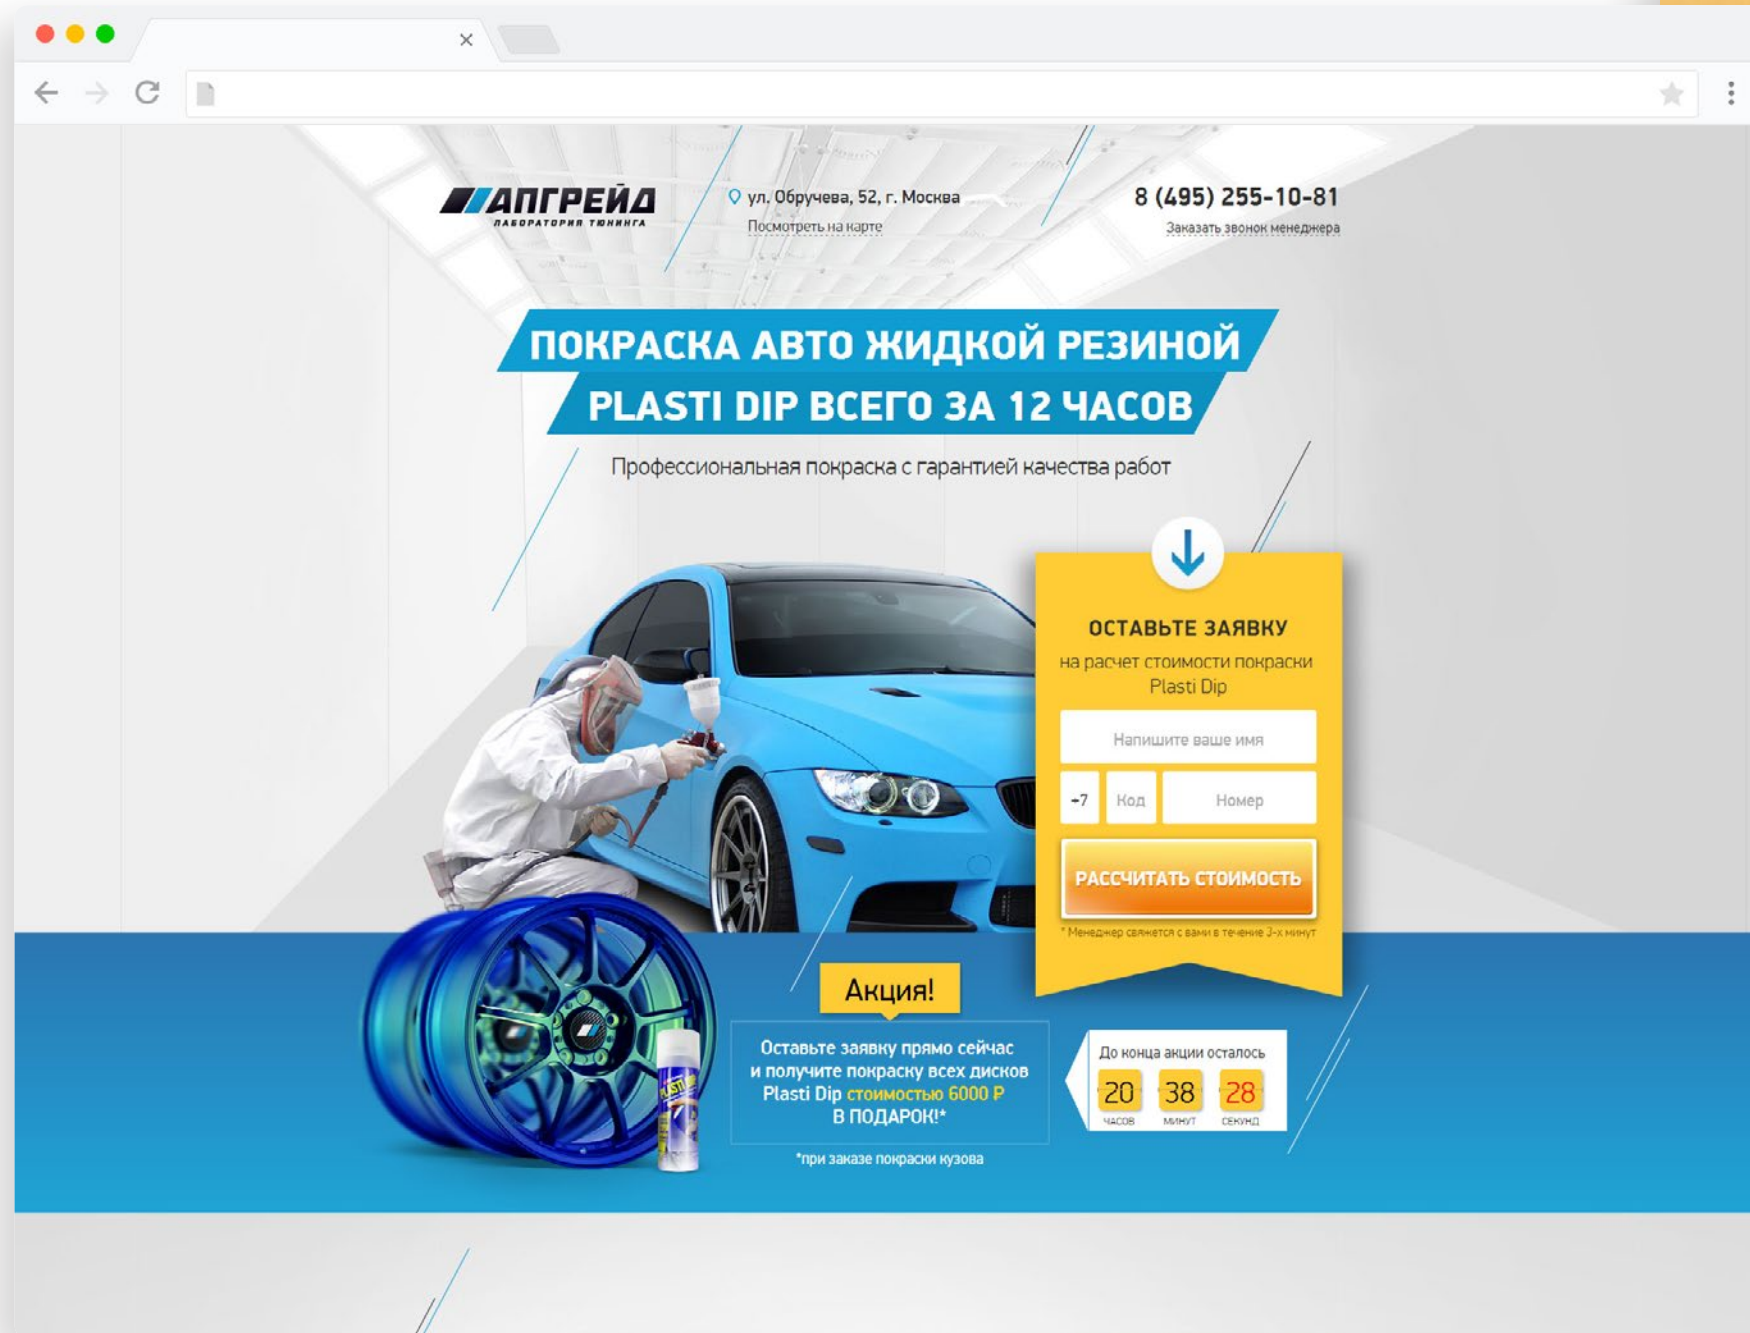 АПГРЕЙД
ЛАБОРАТОРИЯ ТЮНИНГА
ул. Обручева, 52, г. Москва
Посмотреть на карте
8 (495) 255-10-81
Заказать звонок менеджера
ПОКРАСКА АВТО ЖИДКОЙ РЕЗИНОЙ
PLASTI DIP ВСЕГО ЗА 12 ЧАСОВ
Профессиональная покраска с гарантией качества работ
ОСТАВЬТЕ ЗАЯВКУ
на расчет стоимости покраски
Plasti Dip
Напишите ваше имя
+7 Код Номер
РАССЧИТАТЬ СТОИМОСТЬ
* Менеджер свяжется с вами в течение 3-х минут
Акция!
Оставьте заявку прямо сейчас
и получите покраску всех дисков
Plasti Dip стоимостью 6000 ₽
В ПОДАРОК!*
*при заказе покраски кузова
До конца акции осталось
20 38 28
ЧАСОВ МИНУТ СЕКУНД
PLASTI DIP